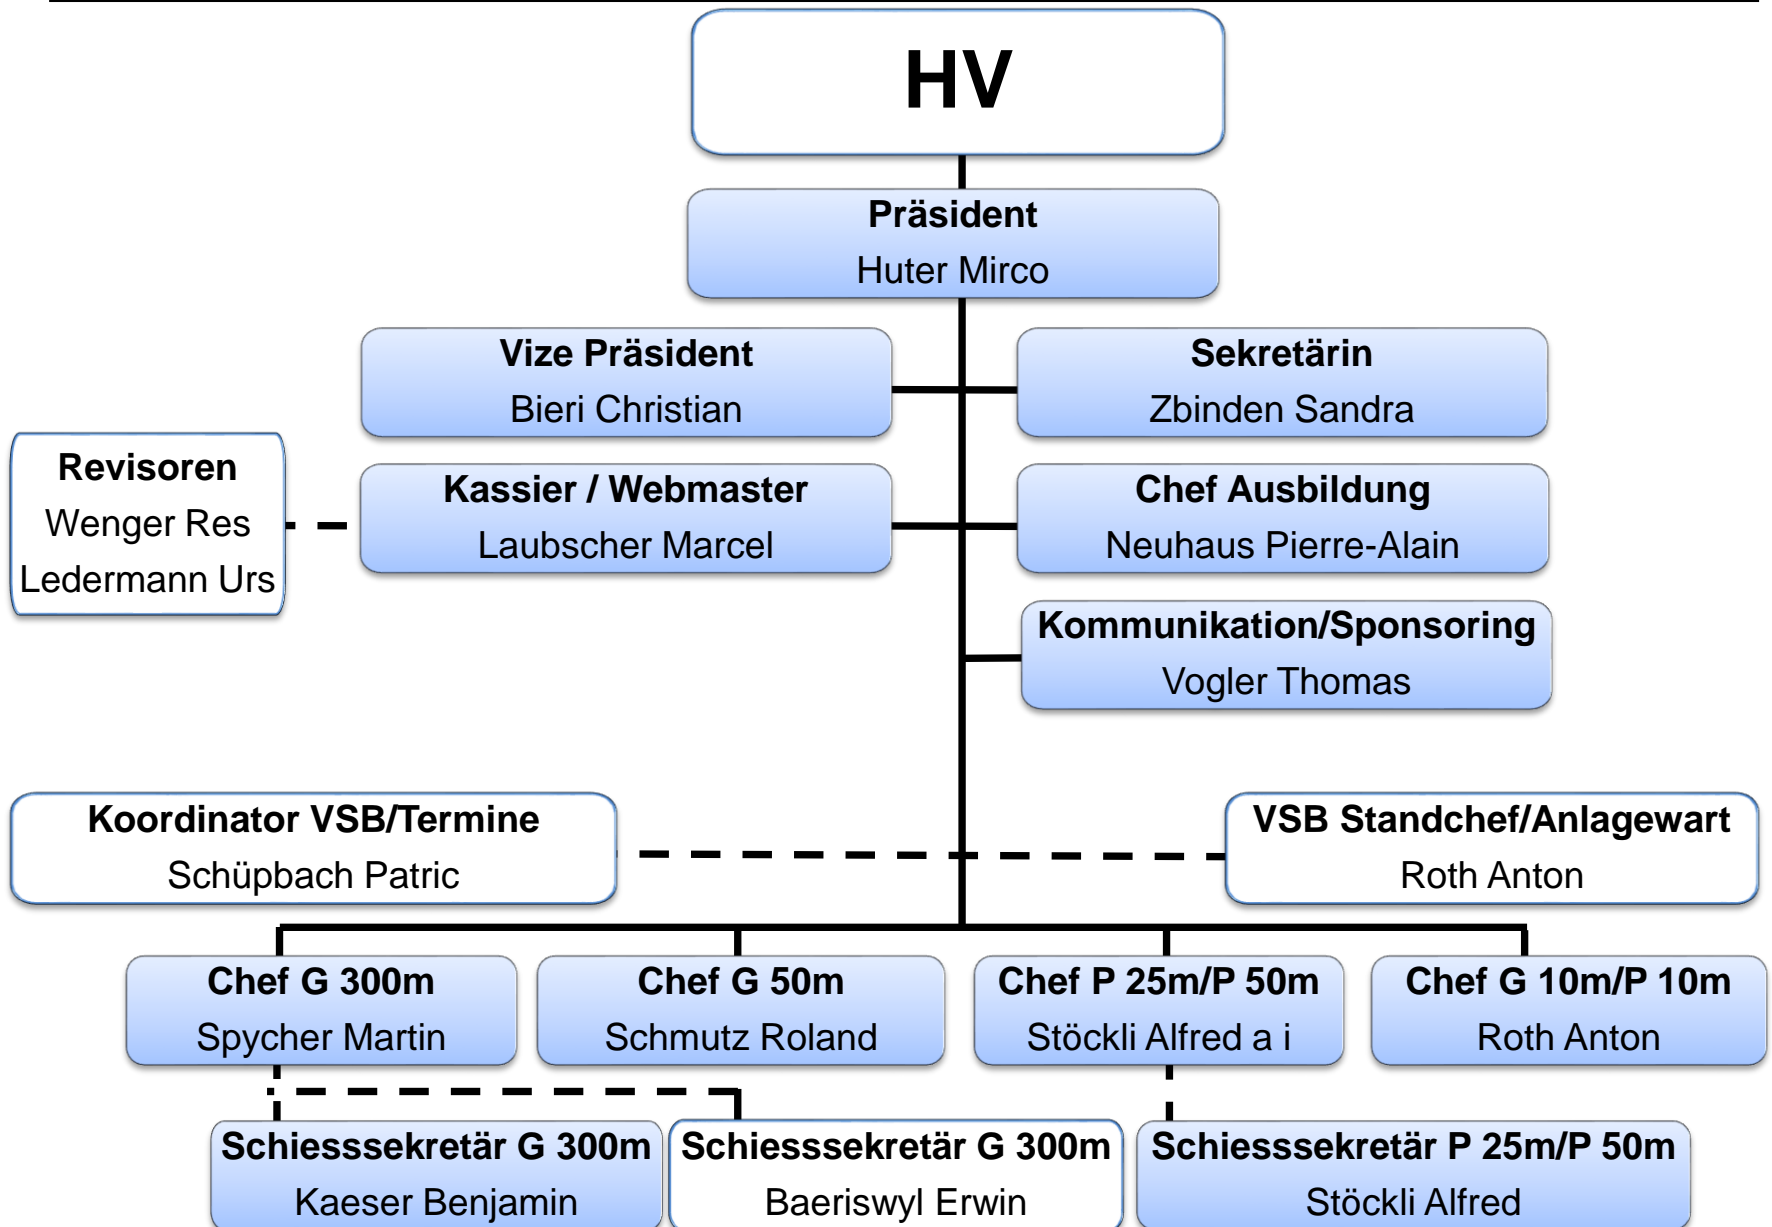 HV
Präsident
Huter Mirco
Vize Präsident
Bieri Christian
Sekretärin
Zbinden Sandra
Revisoren
Wenger Res
Ledermann Urs
Kassier / Webmaster
Laubscher Marcel
Chef Ausbildung
Neuhaus Pierre-Alain
Kommunikation/Sponsoring
Vogler Thomas
Koordinator VSB/Termine
Schüpbach Patric
VSB Standchef/Anlagewart
Roth Anton
Chef G 300m
Spycher Martin
Chef G 50m
Schmutz Roland
Chef P 25m/P 50m
Stöckli Alfred a i
Chef G 10m/P 10m
Roth Anton
Schiesssekretär G 300m
Kaeser Benjamin
Schiesssekretär G 300m
Baeriswyl Erwin
Schiesssekretär P 25m/P 50m
Stöckli Alfred